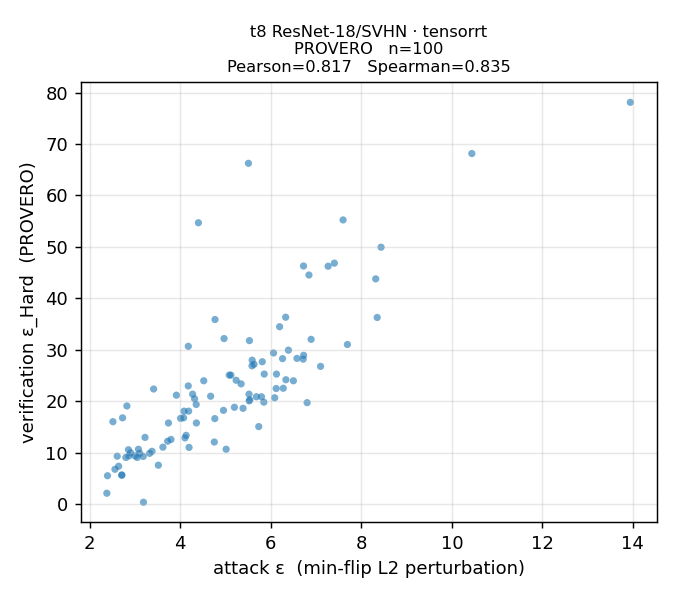 t8 ResNet-18/SVHN · tensorrt
PROVERO   n=100
Pearson=0.817   Spearman=0.835
80
70
60
50
40
30
20
10
0
verification ε_Hard  (PROVERO)
2 4 6 8 10 12 14
attack ε  (min-flip L2 perturbation)